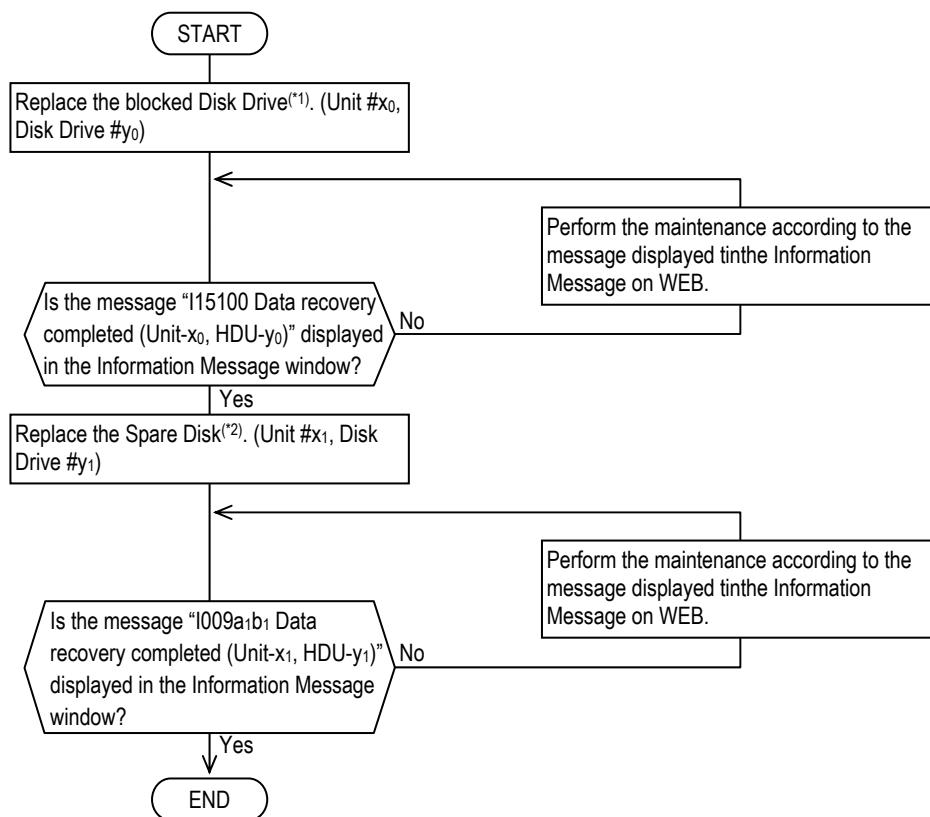 START
Replace the blocked Disk Drive(*1). (Unit #x0,
Disk Drive #y0)
Perform the maintenance according to the
message displayed tinthe Information
Message on WEB.
Is the message “I15100 Data recovery
completed (Unit-x0, HDU-y0)” displayed
in the Information Message window?
No
Yes
Replace the Spare Disk(*2). (Unit #x1, Disk
Drive #y1)
Perform the maintenance according to the
message displayed tinthe Information
Message on WEB.
Is the message “I009a1b1 Data
recovery completed (Unit-x1, HDU-y1)”
displayed in the Information Message
window?
No
Yes
END